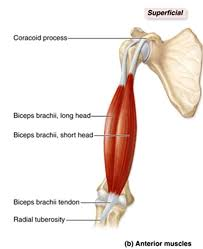 Superficial
Coracoid process
Biceps brachii, long head
Biceps brachii, short head
Biceps brachii tendon
Radial tuberosity
(b) Anterior muscles